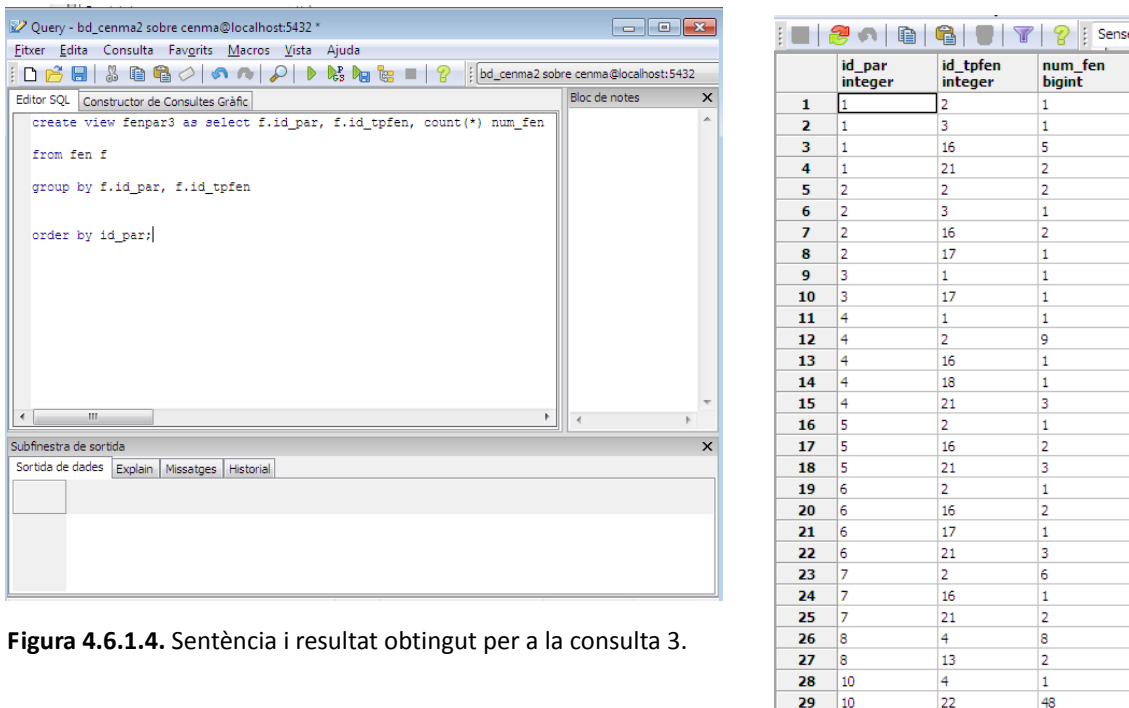 Query - bd_cenma2 sobre cenma@localhost:5432 *
Fitxer Edita Consulta Favorits Macros Vista Ajuda
bd_cenma2 sobre cenma@localhost:5432
Editor SQL Constructor de Consultes Gràfic
Bloc de notes
create view fenpar3 as select f.id_par, f.id_tpfen, count(*) num_fen
from fen f
group by f.id_par, f.id_tpfen
order by id_par;
Subfinestra de sortida
Sortida de dades Explain Missatges Historial
Figura 4.6.1.4. Sentència i resultat obtingut per a la consulta 3.
id_par integer id_tpfen integer num_fen bigint
1 1 2 1
2 1 3 1
3 1 16 5
4 1 21 2
5 2 2 2
6 2 3 1
7 2 16 2
8 2 17 1
9 3 1 1
10 3 17 1
11 4 1 1
12 4 2 9
13 4 16 1
14 4 18 1
15 4 21 3
16 5 2 1
17 5 16 2
18 5 21 3
19 6 2 1
20 6 16 2
21 6 17 1
22 6 21 3
23 7 2 6
24 7 16 1
25 7 21 2
26 8 4 8
27 8 13 2
28 10 4 1
29 10 22 48